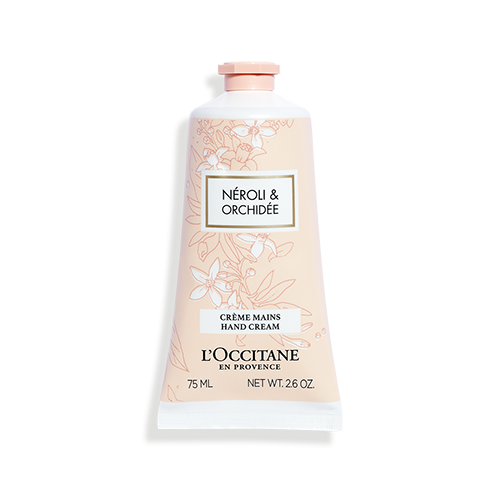 NÉROLI &
ORCHIDÉE
CRÈME MAINS
HAND CREAM
L'OCCITANE
EN PROVENCE
75 ML NET WT. 2.6 OZ.